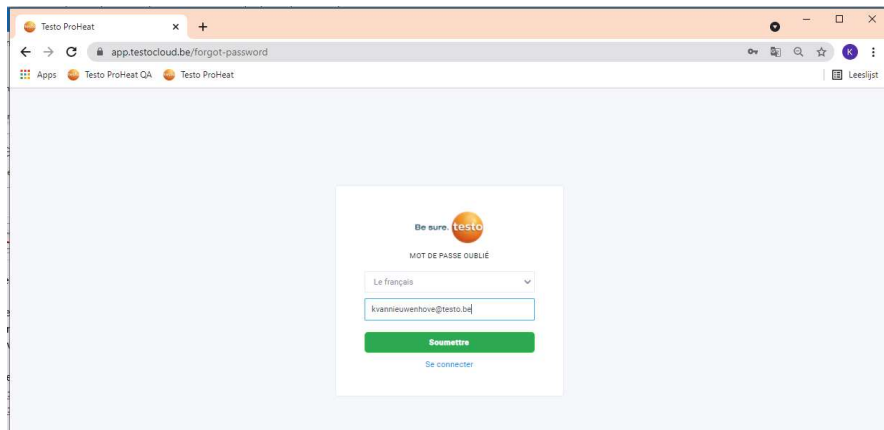 Testo ProHeat
app.testocloud.be/forgot-password
K
Apps Testo ProHeat QA Testo ProHeat Leeslijst
Be sure. testo
MOT DE PASSE OUBLIÉ
Le français
kvannieuwenhove@testo.be
Soumettre
Se connecter